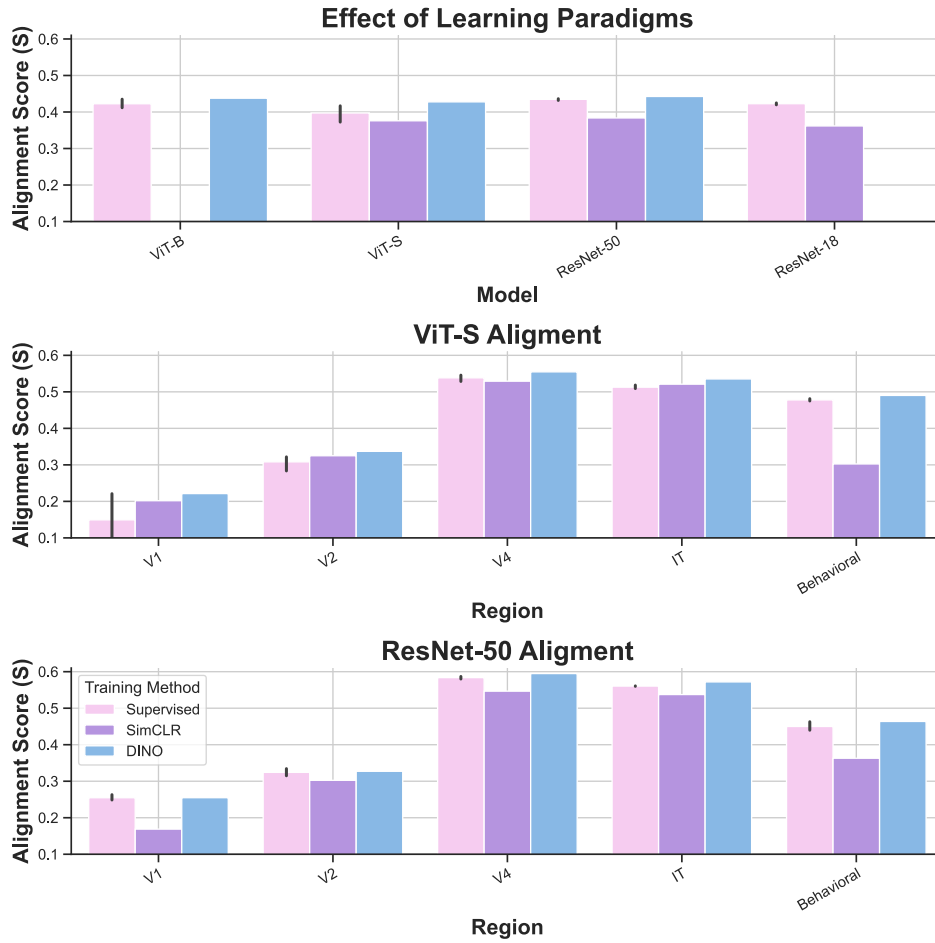 Effect of Learning Paradigms
Alignment Score (S)
0.6
0.5
0.4
0.3
0.2
0.1
ViT-B
ViT-S
ResNet-50
ResNet-18
Model
ViT-S Aligment
Alignment Score (S)
0.6
0.5
0.4
0.3
0.2
0.1
V1
V2
V4
IT
Behavioral
Region
ResNet-50 Aligment
Alignment Score (S)
0.6
0.5
0.4
0.3
0.2
0.1
Training Method
Supervised
SimCLR
DINO
V1
V2
V4
IT
Behavioral
Region